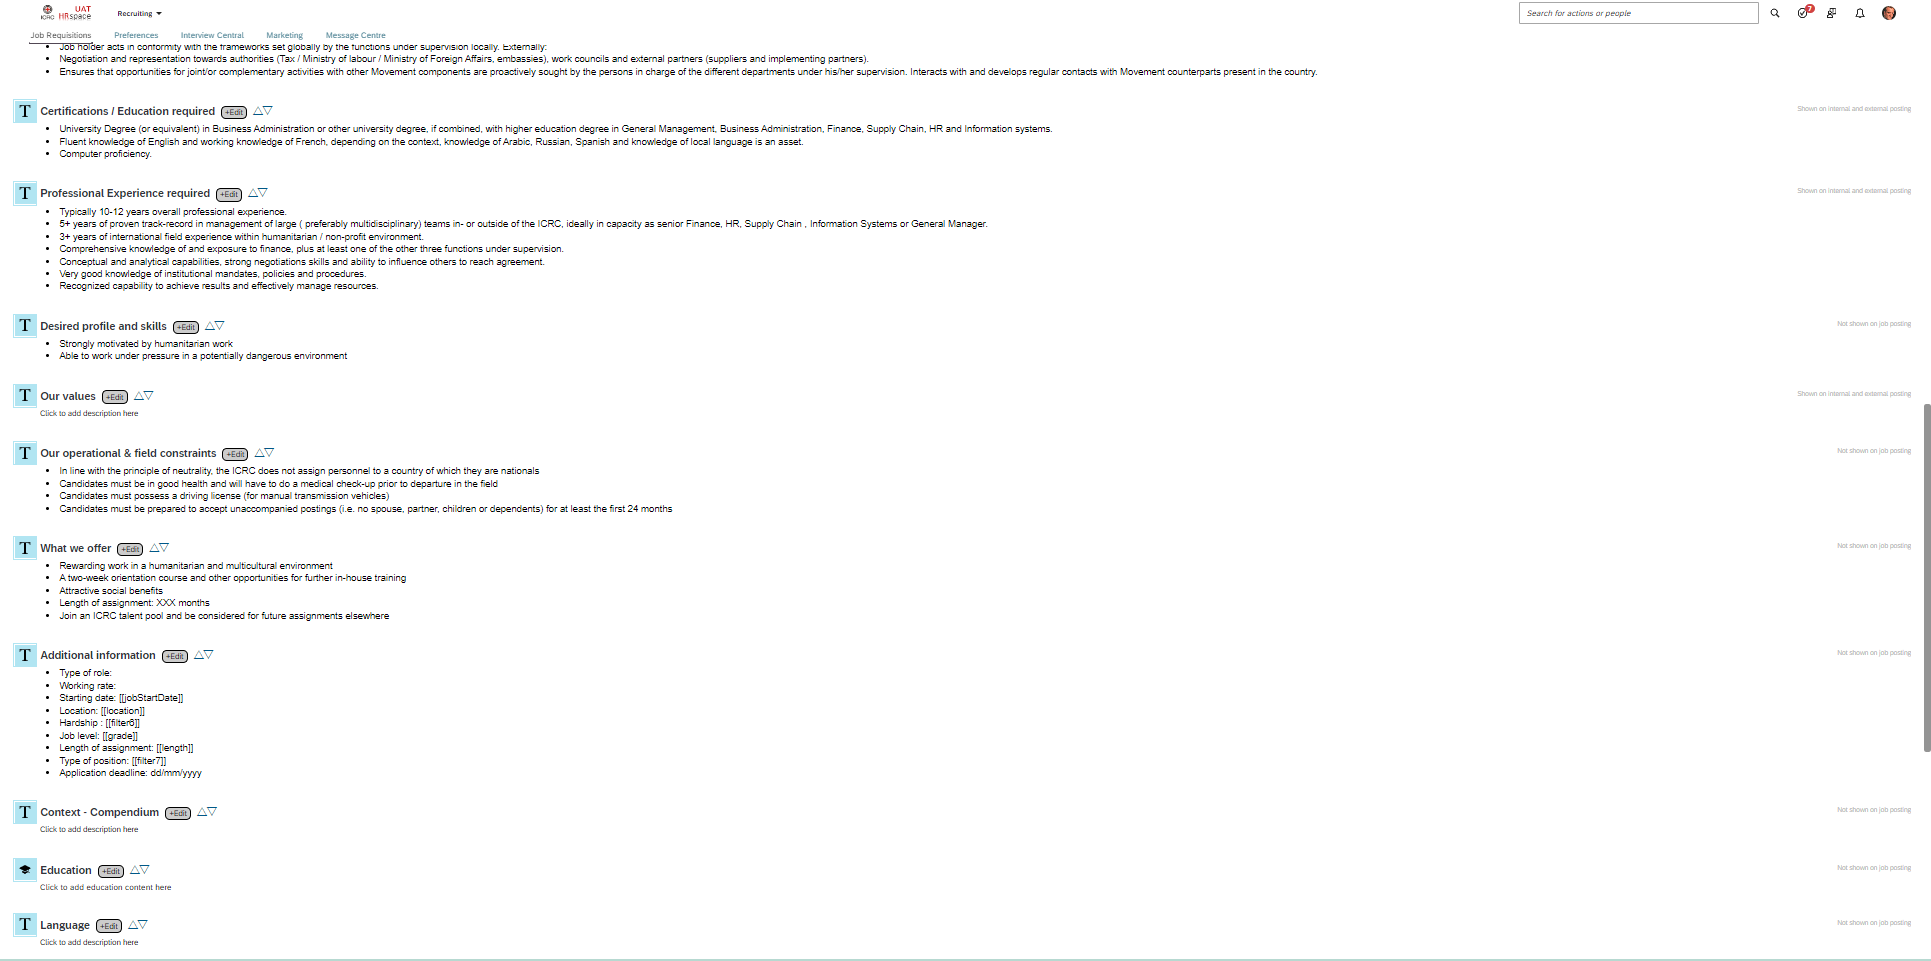 ICRC
UAT
HRspace
Recruiting
Search for actions or people
7
Job Requisitions
Preferences
Interview Central
Marketing
Message Centre
Job holder acts in conformity with the frameworks set globally by the functions under supervision locally. Externally:
Negotiation and representation towards authorities (Tax / Ministry of labour / Ministry of Foreign Affairs, embassies), work councils and external partners (suppliers and implementing partners).
Ensures that opportunities for joint/or complementary activities with other Movement components are proactively sought by the persons in charge of the different departments under his/her supervision. Interacts with and develops regular contacts with Movement counterparts present in the country.
T Certifications / Education required +Edit
Shown on internal and external posting
University Degree (or equivalent) in Business Administration or other university degree, if combined, with higher education degree in General Management, Business Administration, Finance, Supply Chain, HR and Information systems.
Fluent knowledge of English and working knowledge of French, depending on the context, knowledge of Arabic, Russian, Spanish and knowledge of local language is an asset.
Computer proficiency.
T Professional Experience required +Edit
Shown on internal and external posting
Typically 10-12 years overall professional experience.
5+ years of proven track-record in management of large ( preferably multidisciplinary) teams in- or outside of the ICRC, ideally in capacity as senior Finance, HR, Supply Chain , Information Systems or General Manager.
3+ years of international field experience within humanitarian / non-profit environment.
Comprehensive knowledge of and exposure to finance, plus at least one of the other three functions under supervision.
Conceptual and analytical capabilities, strong negotiations skills and ability to influence others to reach agreement.
Very good knowledge of institutional mandates, policies and procedures.
Recognized capability to achieve results and effectively manage resources.
T Desired profile and skills +Edit
Not shown on job posting
Strongly motivated by humanitarian work
Able to work under pressure in a potentially dangerous environment
T Our values +Edit
Shown on internal and external posting
Click to add description here
T Our operational & field constraints +Edit
Not shown on job posting
In line with the principle of neutrality, the ICRC does not assign personnel to a country of which they are nationals
Candidates must be in good health and will have to do a medical check-up prior to departure in the field
Candidates must possess a driving license (for manual transmission vehicles)
Candidates must be prepared to accept unaccompanied postings (i.e. no spouse, partner, children or dependents) for at least the first 24 months
T What we offer +Edit
Not shown on job posting
Rewarding work in a humanitarian and multicultural environment
A two-week orientation course and other opportunities for further in-house training
Attractive social benefits
Length of assignment: XXX months
Join an ICRC talent pool and be considered for future assignments elsewhere
T Additional information +Edit
Not shown on job posting
Type of role:
Working rate:
Starting date: [[jobStartDate]]
Location: [[location]]
Hardship : [[filter6]]
Job level: [[grade]]
Length of assignment: [[length]]
Type of position: [[filter7]]
Application deadline: dd/mm/yyyy
T Context - Compendium +Edit
Not shown on job posting
Click to add description here
Education +Edit
Not shown on job posting
Click to add education content here
T Language +Edit
Not shown on job posting
Click to add description here